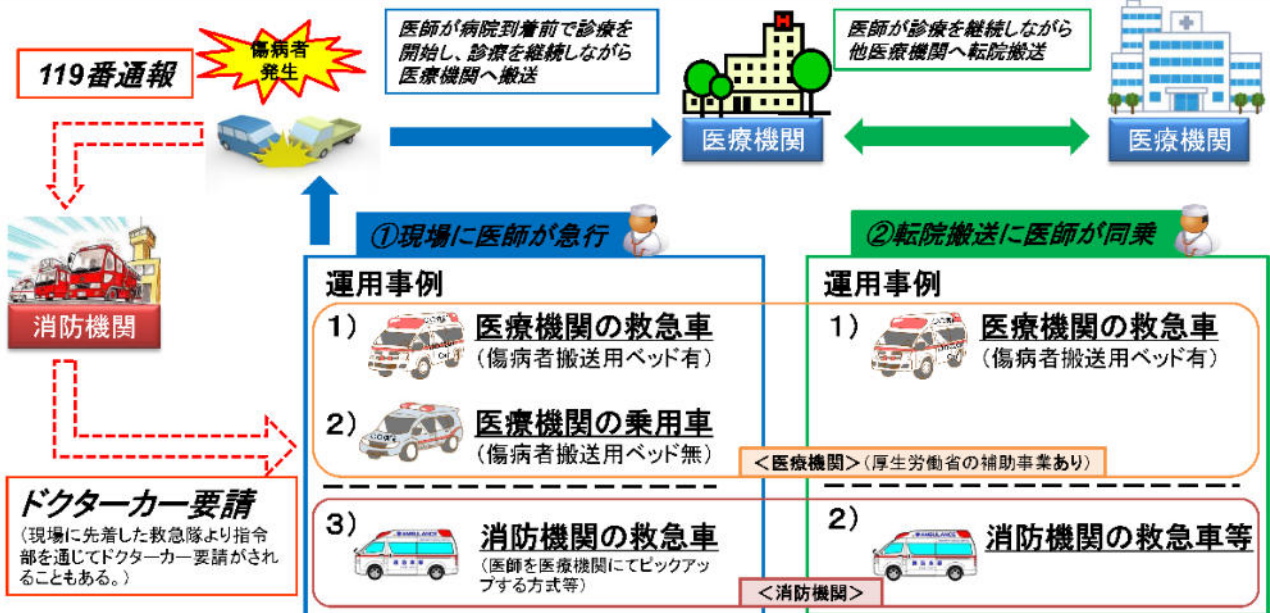 119番通報
傷病者
発生
医師が病院到着前で診療を
開始し、診療を継続しながら
医療機関へ搬送
H
医療機関
医師が診療を継続しながら
他医療機関へ転院搬送
医療機関
消防機関
ドクターカー要請
(現場に先着した救急隊より指令
部を通じてドクターカー要請がされ
ることもある。)
①現場に医師が急行
運用事例
1)
医療機関の救急車
(傷病者搬送用ベッド有)
2)
医療機関の乗用車
(傷病者搬送用ベッド無)
3)
AMBULANCE
消防機関の救急車
(医師を医療機関にてピックアッ
プする方式等)
②転院搬送に医師が同乗
運用事例
1)
医療機関の救急車
(傷病者搬送用ベッド有)
<医療機関>(厚生労働省の補助事業あり)
2)
AMBULANCE
消防機関の救急車等
<消防機関>